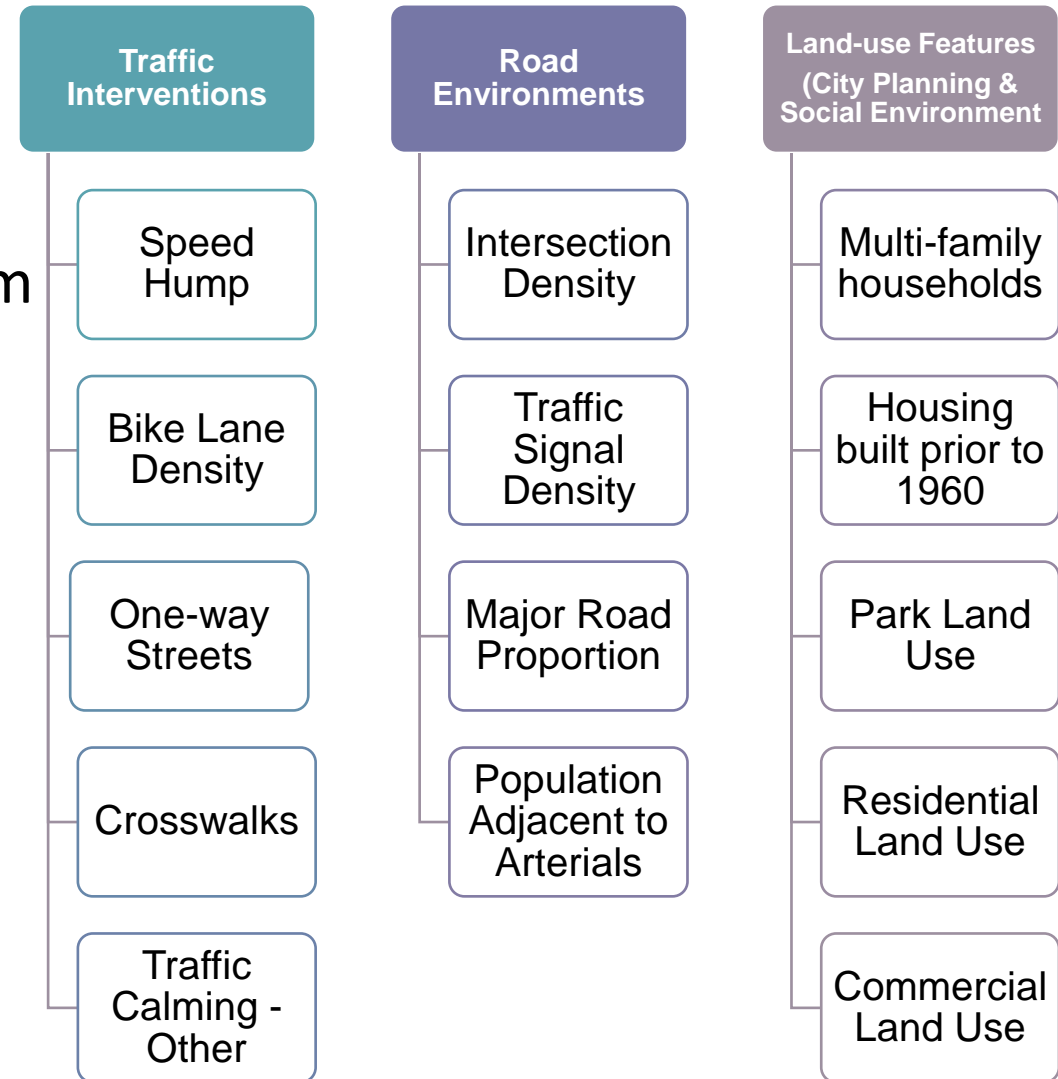 Traffic
Interventions
Speed
Hump
Bike Lane
Density
One-way
Streets
Crosswalks
Traffic
Calming -
Other
Road
Environments
Intersection
Density
Traffic
Signal
Density
Major Road
Proportion
Population
Adjacent to
Arterials
Land-use Features
(City Planning &
Social Environment
Multi-family
households
Housing
built prior to
1960
Park Land
Use
Residential
Land Use
Commercial
Land Use